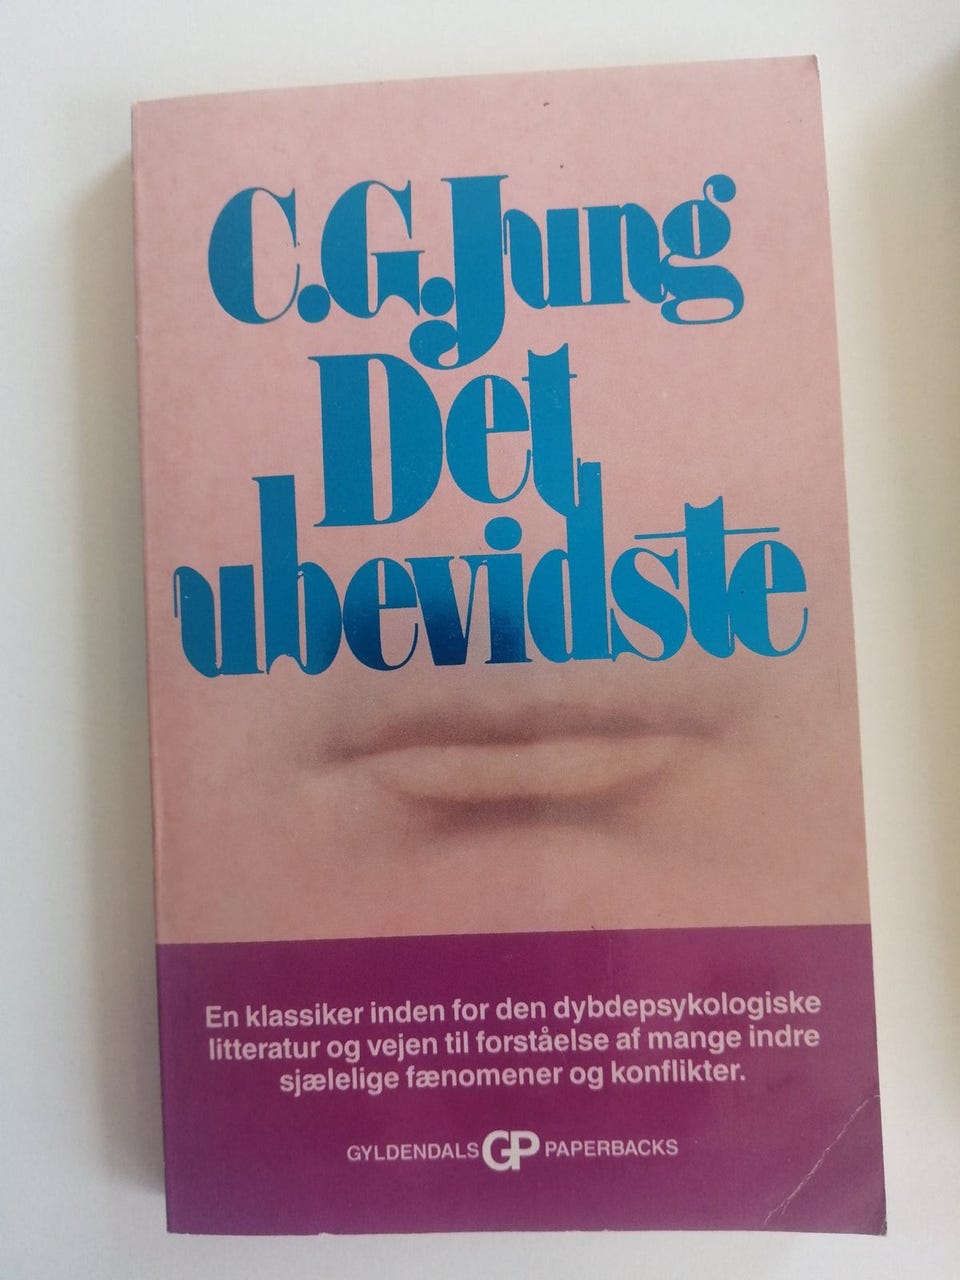 C.G. Jung
Det
ubevidste
En klassiker inden for den dybdepsykologiske
litteratur og vejen til forståelse af mange indre
sjælelige fænomener og konflikter.
GYLDENDALS GP PAPERBACKS